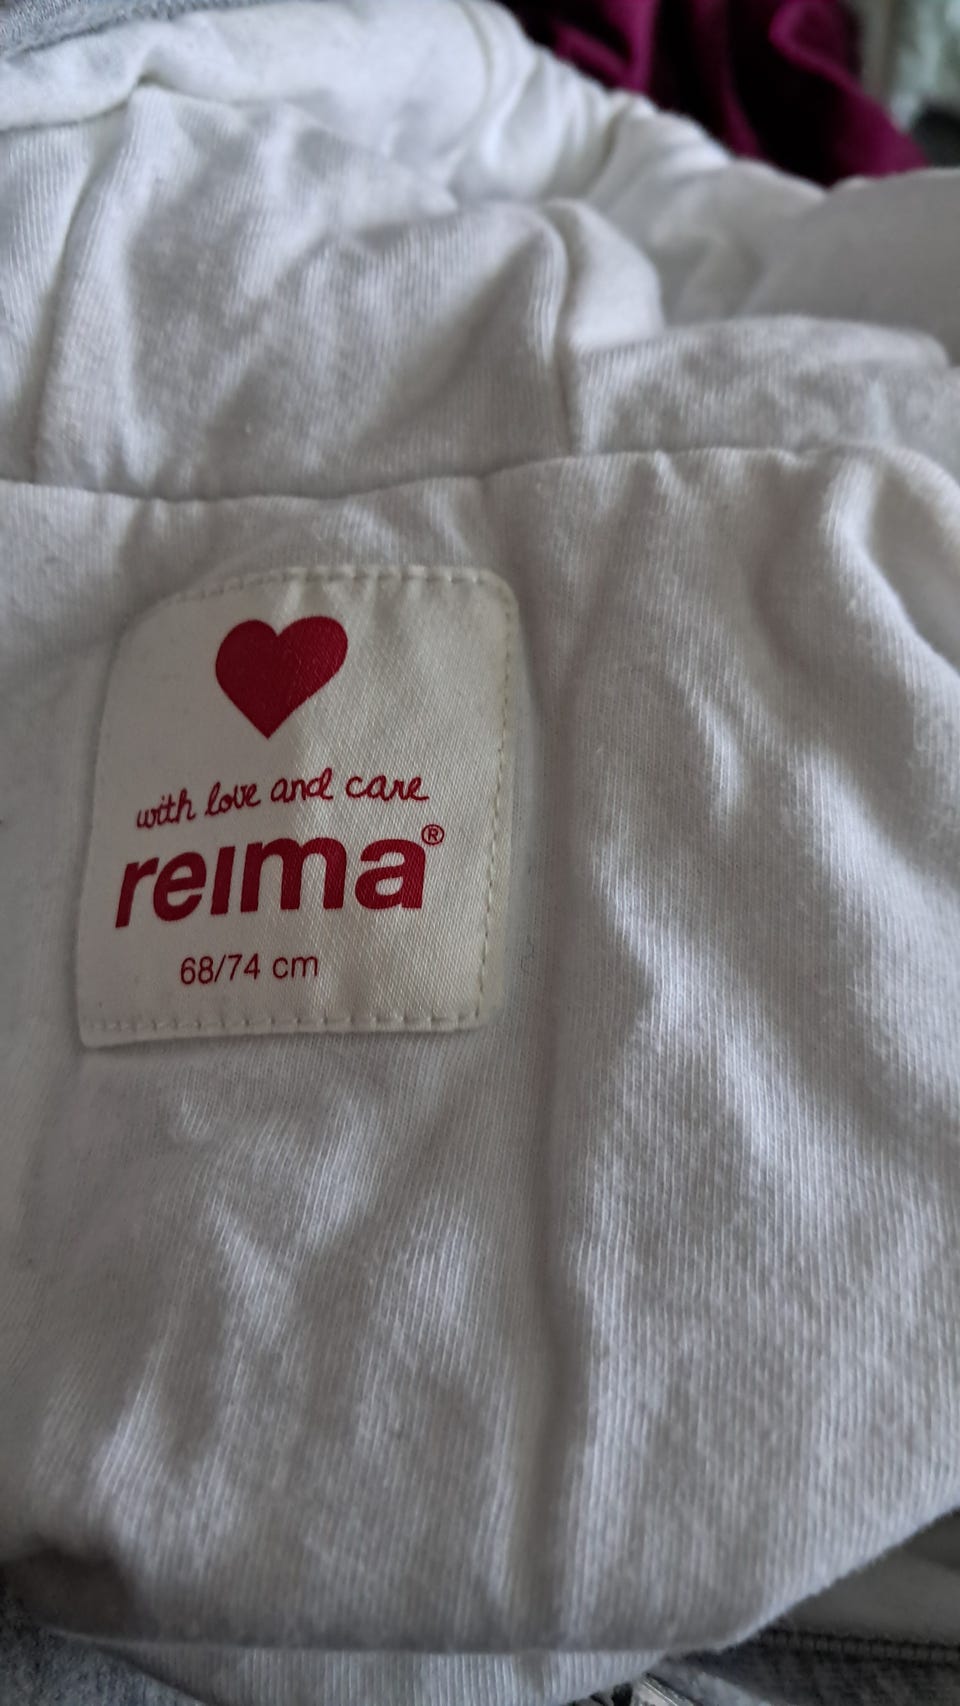 with love and care
reima®
68/74 cm